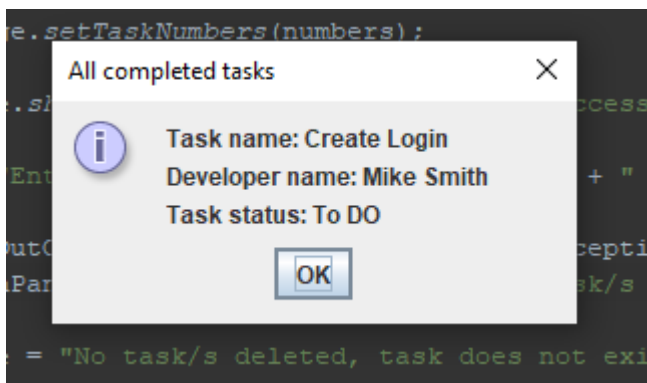 ge.setTaskNumbers(numbers);
All completed tasks
Task name: Create Login
Developer name: Mike Smith
Task status: To DO
+ "
OK
= "No task/s deleted, task does not exi